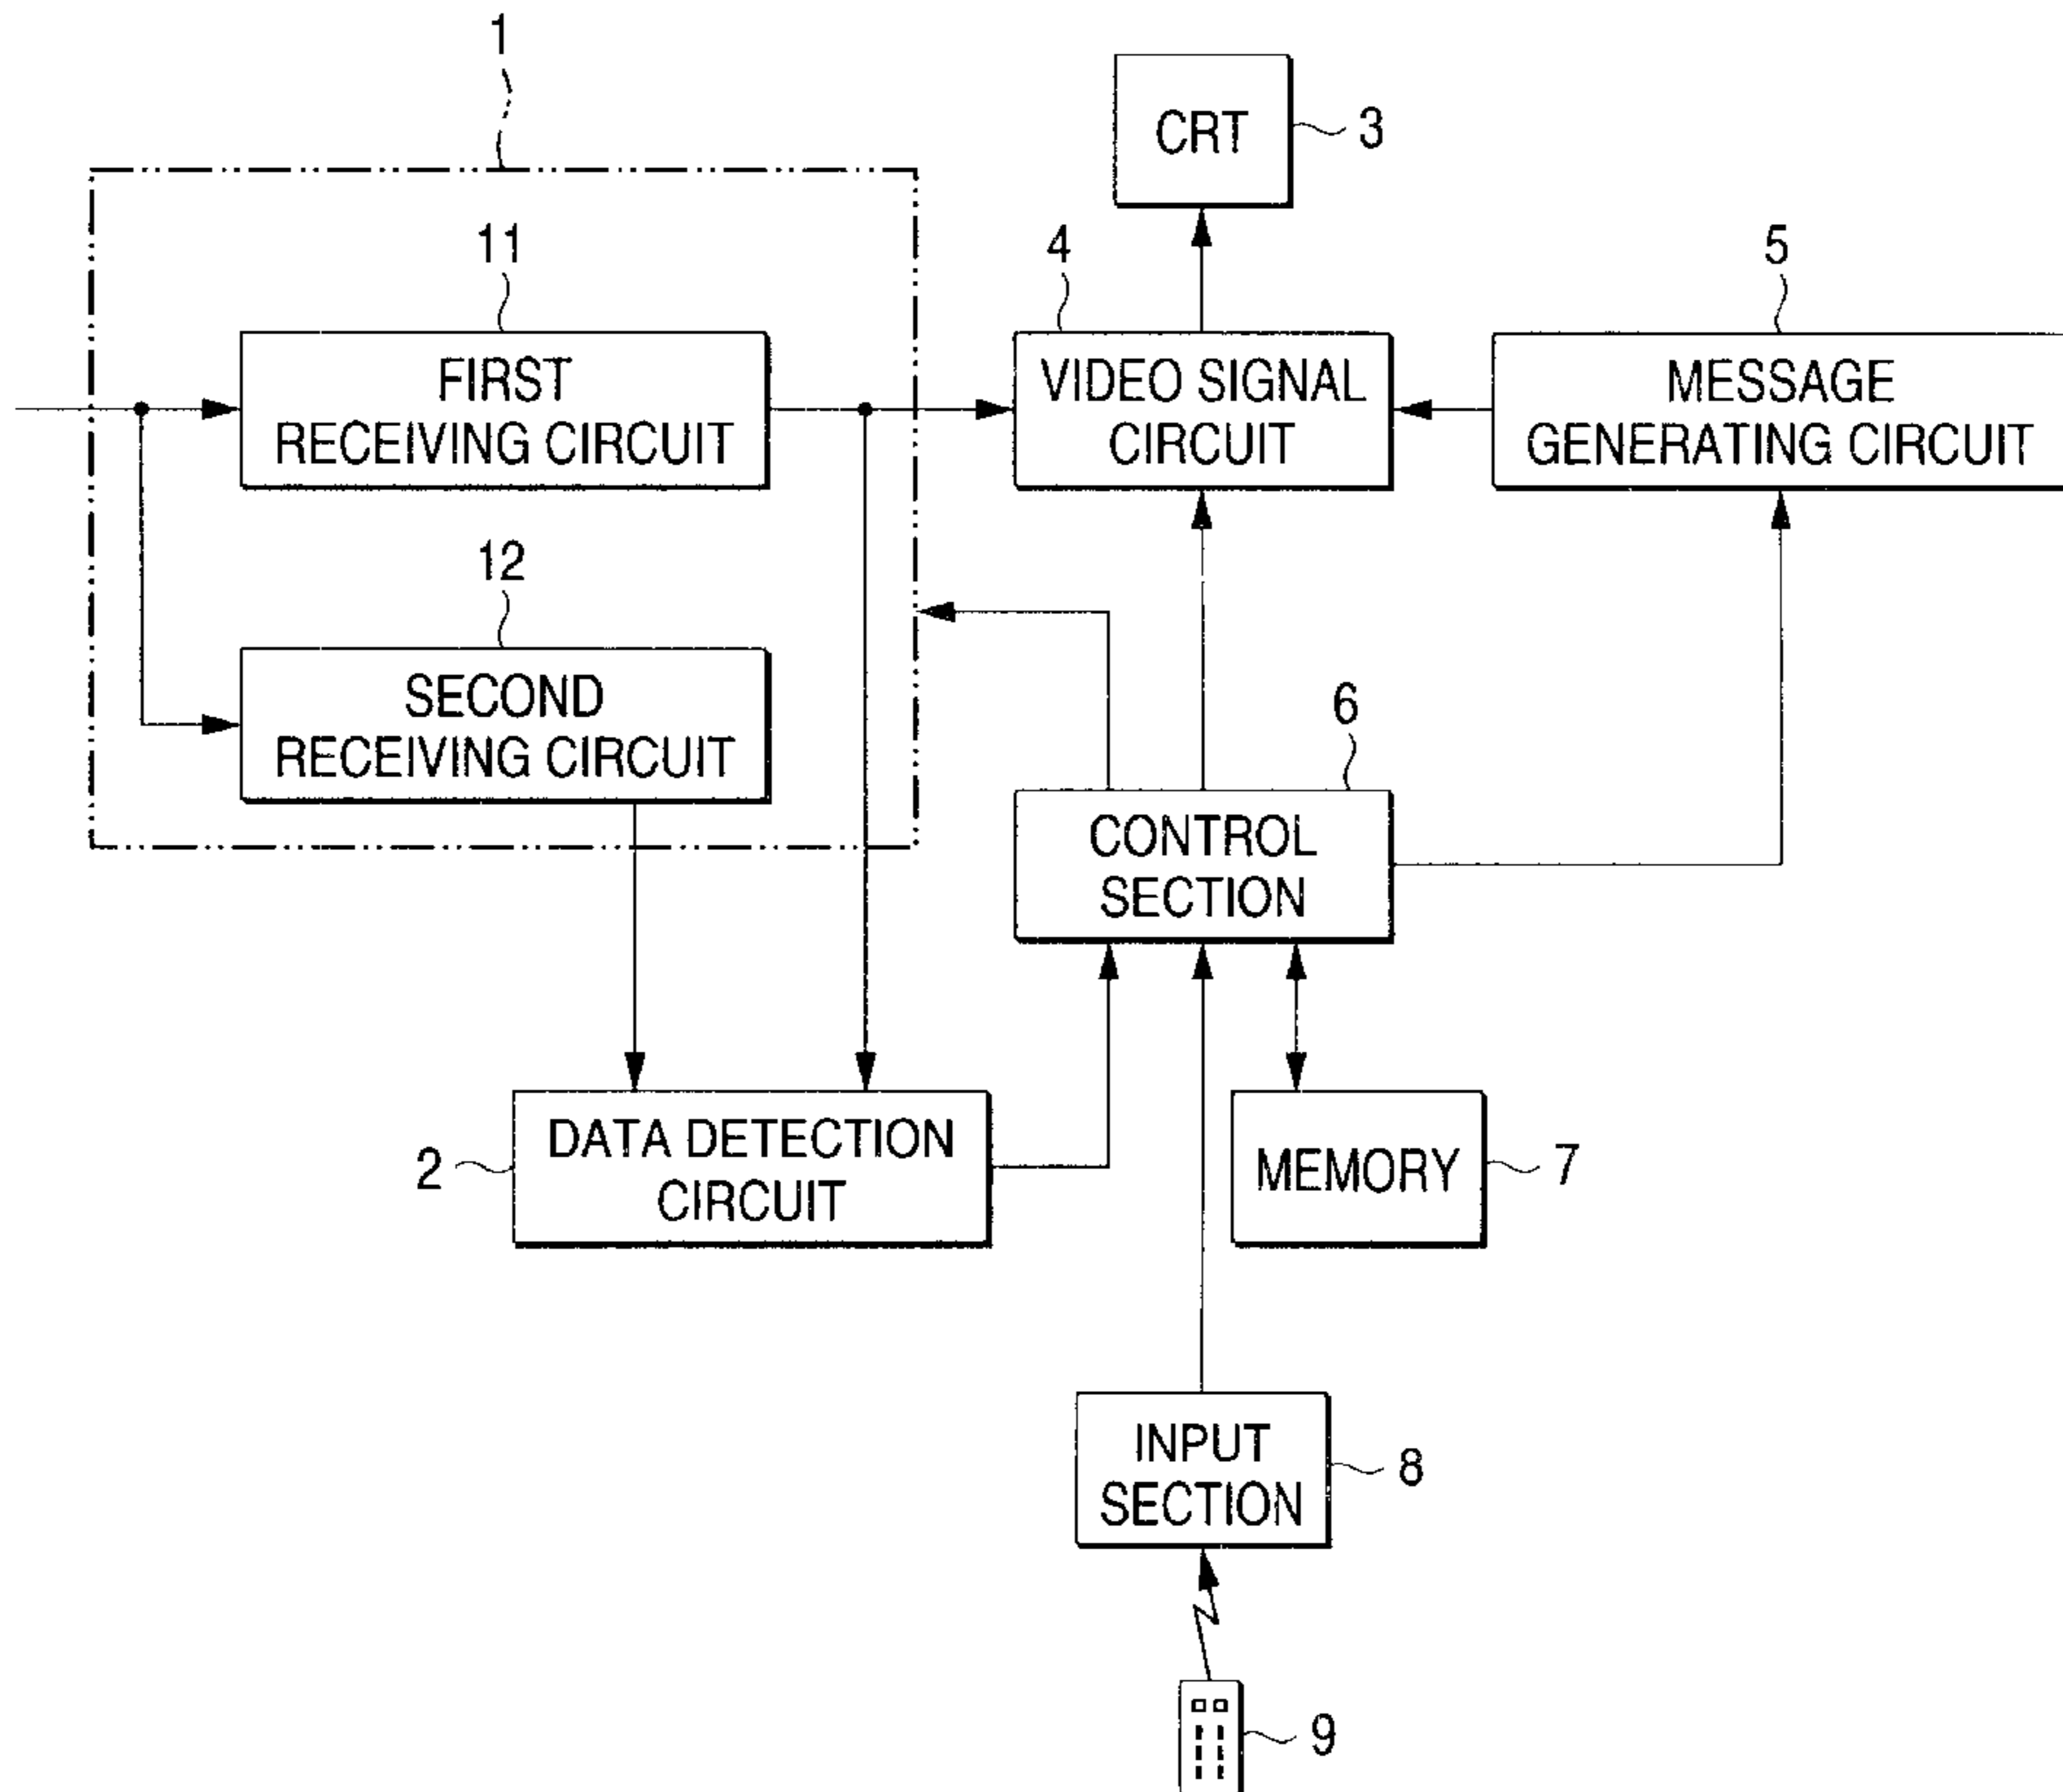 1
CRT
3
11
4
5
FIRST
RECEIVING CIRCUIT
VIDEO SIGNAL
CIRCUIT
MESSAGE
GENERATING CIRCUIT
12
SECOND
RECEIVING CIRCUIT
6
CONTROL
SECTION
2
DATA DETECTION
CIRCUIT
MEMORY
7
INPUT
SECTION
8
9